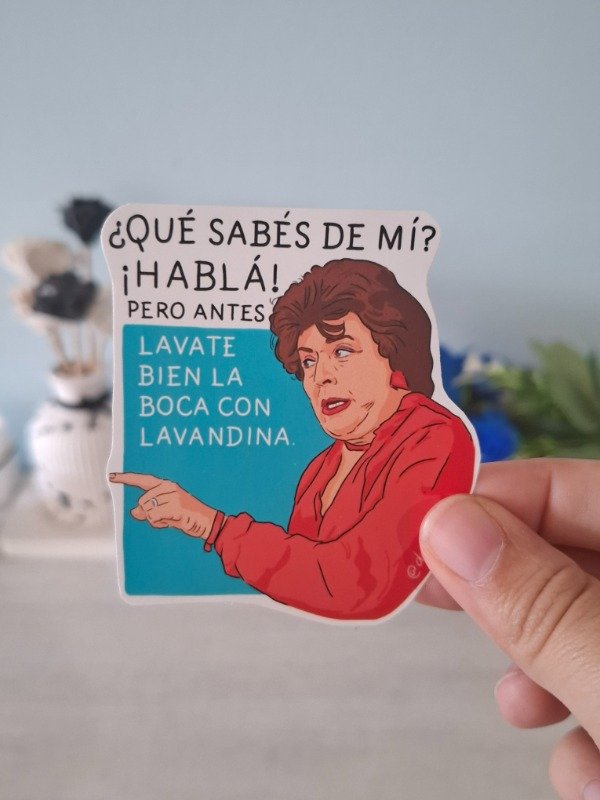 ¿QUÉ SABÉS DE MÍ?
¡HABLÁ!
PERO ANTES
LAVATE
BIEN LA
BOCA CON
LAVANDINA.